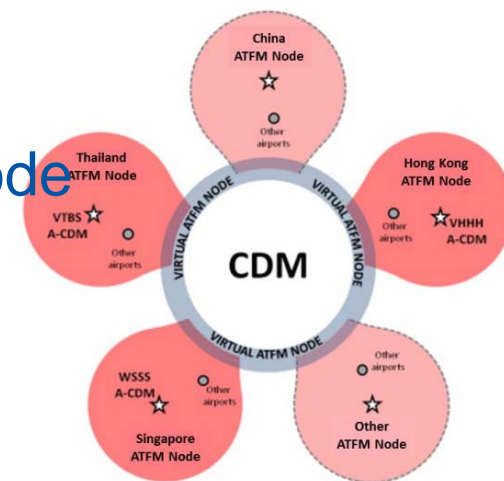 China
ATFM Node
Other
airports
ode
Thailand
ATFM Node
VTBS
A-CDM
Other
airports
Hong Kong
ATFM Node
VHHH
A-CDM
Other
airports
VIRTUAL ATFM NODE
VIRTUAL ATFM NODE
CDM
VIRTUAL ATFM NODE
WSSS
A-CDM
Other
airports
Singapore
ATFM Node
Other
airports
Other
ATFM Node